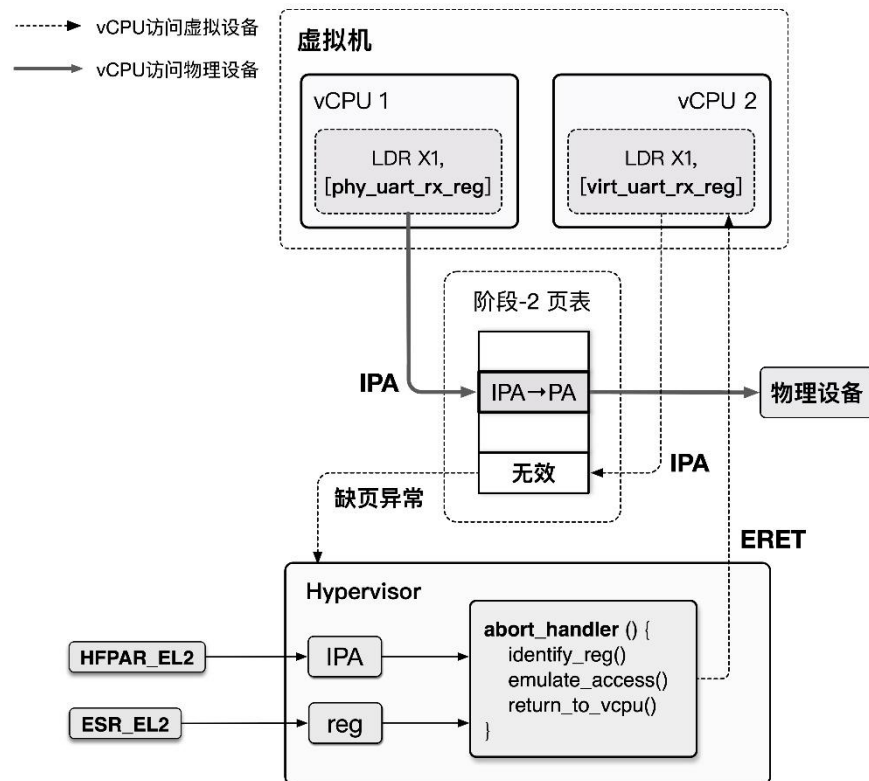 vCPU访问虚拟设备
vCPU访问物理设备
虚拟机
vCPU 1
LDR X1,
[phy_uart_rx_reg]
vCPU 2
LDR X1,
[virt_uart_rx_reg]
阶段-2 页表
IPA
IPA→PA
物理设备
无效
IPA
缺页异常
ERET
Hypervisor
HFPAR_EL2
IPA
ESR_EL2
reg
abort_handler () {
identify_reg()
emulate_access()
return_to_vcpu()
}